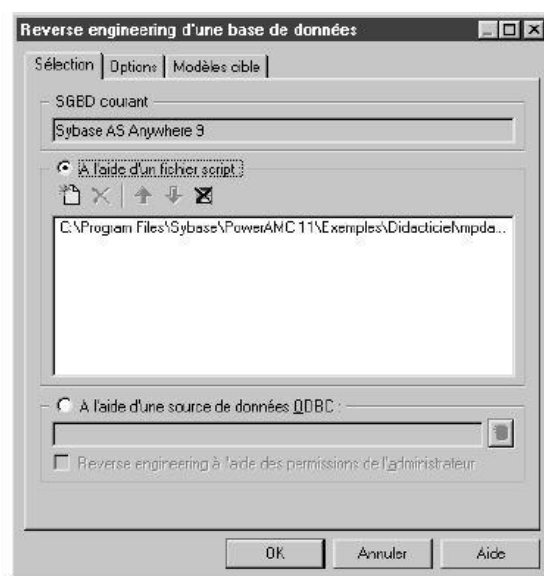 Reverse engineering d'une base de données
Sélection Options Modèles cible
SGBD courant
Sybase AS Anywhere 9
A l'aide d'un fichier script :
C:\Program Files\Sybase\PowerAMC 11\Exemples\Didacticiel\mpda...
A l'aide d'une source de données ODBC :
Reverse engineering à l'aide des permissions de l'administrateur
OK Annuler Aide